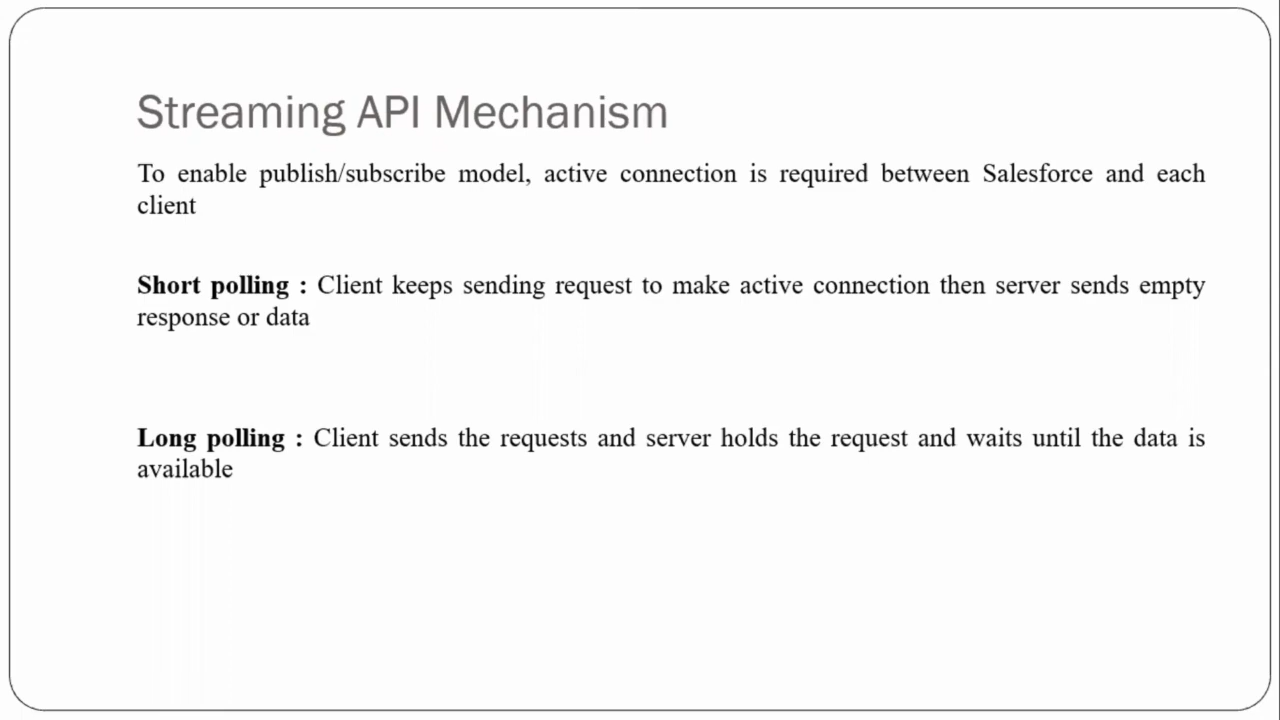 Streaming API Mechanism
To enable publish/subscribe model, active connection is required between Salesforce and each
client
Short polling : Client keeps sending request to make active connection then server sends empty
response or data
Long polling : Client sends the requests and server holds the request and waits until the data is
available